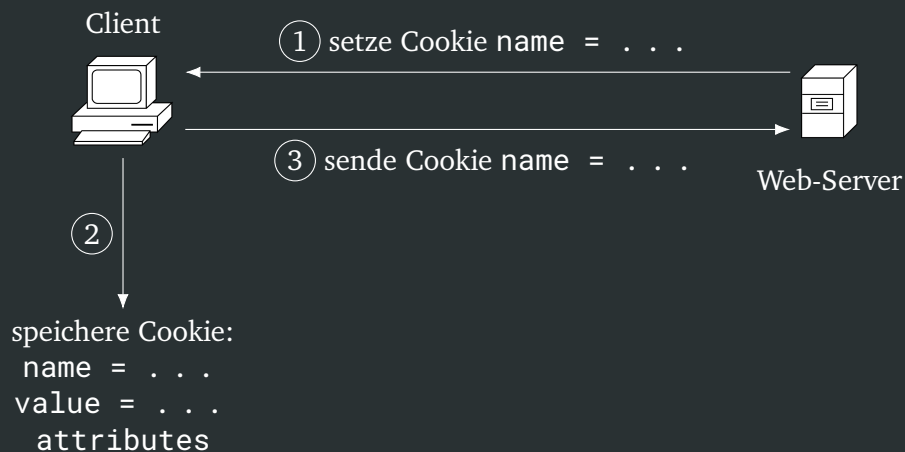 Client
1 setze Cookie name = . . .
3 sende Cookie name = . . .
Web-Server
2
speichere Cookie:
name = . . .
value = . . .
attributes